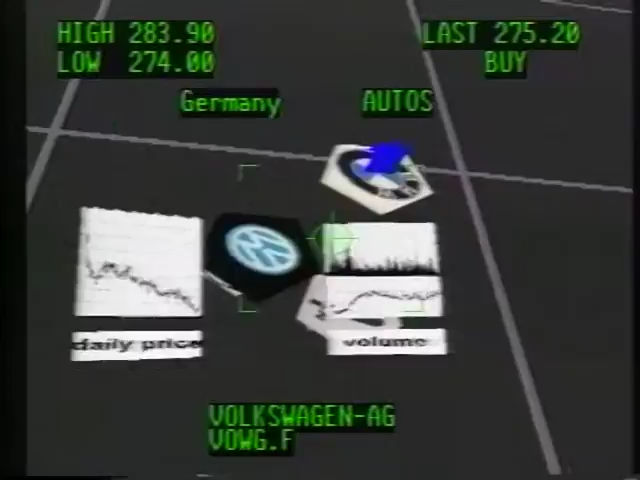 HIGH 283.90
LOW 274.00
LAST 275.20
BUY
Germany
AUTOS
daily price
volume
VOLKSWAGEN-AG
VOWG.F